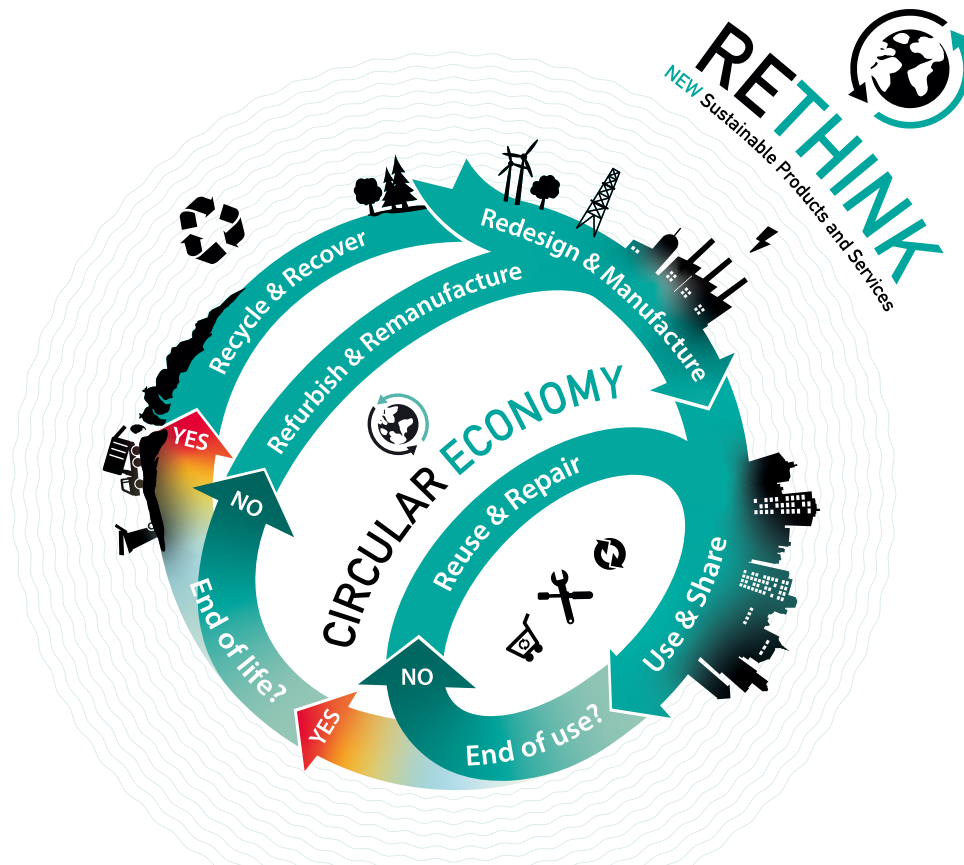 RETHINK
NEW Sustainable Products and Services
Redesign & Manufacture
Recycle & Recover
Refurbish & Remanufacture
CIRCULAR ECONOMY
YES
NO
Reuse & Repair
Use & Share
End of life?
NO
YES
End of use?